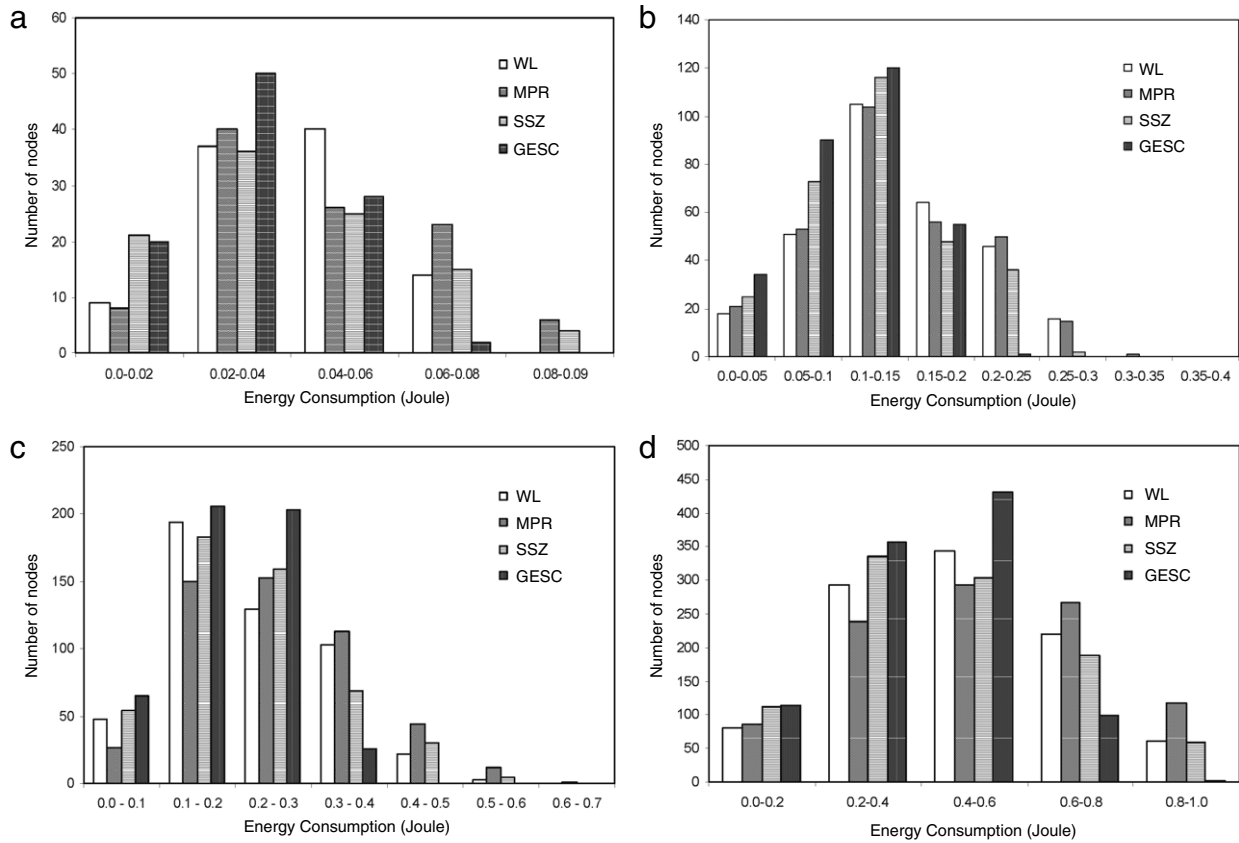 a
60
50
40
30
20
10
0
Number of nodes
WL
MPR
SSZ
GESC
0.0-0.02 0.02-0.04 0.04-0.06 0.06-0.08 0.08-0.09
Energy Consumption (Joule)
b
140
120
100
80
60
40
20
0
Number of nodes
WL
MPR
SSZ
GESC
0.0-0.05 0.05-0.1 0.1-0.15 0.15-0.2 0.2-0.25 0.25-0.3 0.3-0.35 0.35-0.4
Energy Consumption (Joule)
c
250
200
150
100
50
0
Number of nodes
WL
MPR
SSZ
GESC
0.0 - 0.1 0.1 - 0.2 0.2 - 0.3 0.3 - 0.4 0.4 - 0.5 0.5 - 0.6 0.6 - 0.7
Energy Consumption (Joule)
d
500
450
400
350
300
250
200
150
100
50
0
Number of nodes
WL
MPR
SSZ
GESC
0.0-0.2 0.2-0.4 0.4-0.6 0.6-0.8 0.8-1.0
Energy Consumption (Joule)